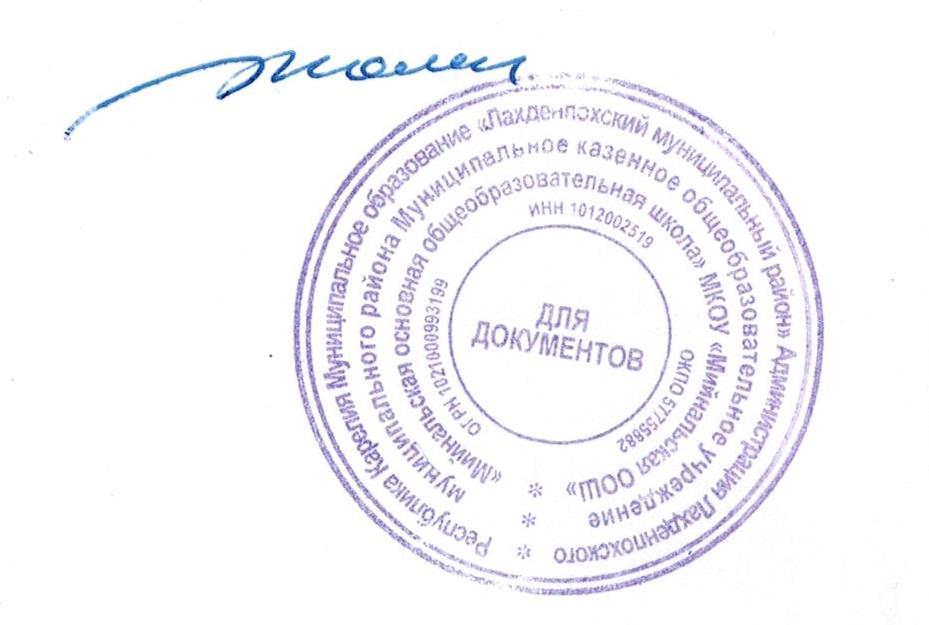 Республика Карелия Муниципальное образование «Лахденпохский муниципальный район» Администрация Лахденпохского
муниципального района Муниципальное казенное общеобразовательное учреждение
«Мийнальская основная общеобразовательная школа» МКОУ «Мийнальская ООШ»
ОГРН 1021000993199
ИНН 1012002519
ОКПО 57755882
ДЛЯ
ДОКУМЕНТОВ